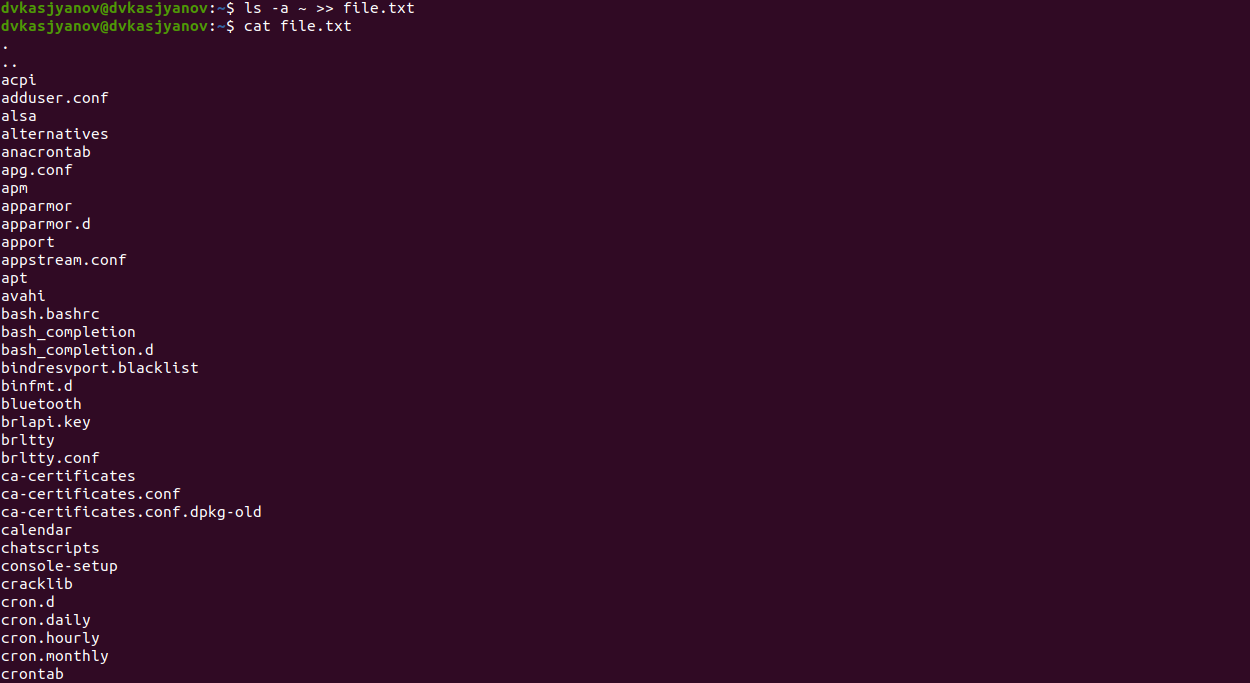 dvkasjyanov@dvkasjyanov:~$ ls -a ~ >> file.txt
dvkasjyanov@dvkasjyanov:~$ cat file.txt
.
..
acpi
adduser.conf
alsa
alternatives
anacrontab
apg.conf
apm
apparmor
apparmor.d
apport
appstream.conf
apt
avahi
bash.bashrc
bash_completion
bash_completion.d
bindresvport.blacklist
binfmt.d
bluetooth
brlapi.key
brltty
brltty.conf
ca-certificates
ca-certificates.conf
ca-certificates.conf.dpkg-old
calendar
chatscripts
console-setup
cracklib
cron.d
cron.daily
cron.hourly
cron.monthly
crontab